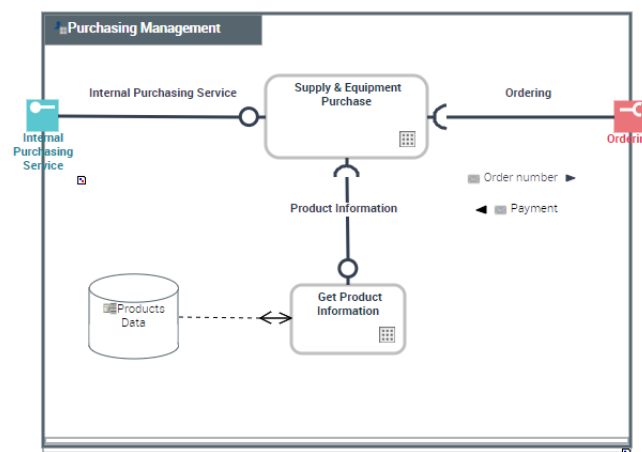 Purchasing Management
Internal Purchasing Service
Supply & Equipment
Purchase
Ordering
Internal
Purchasing
Service
Orderin
Order number
Product Information
Payment
Products
Data
Get Product
Information